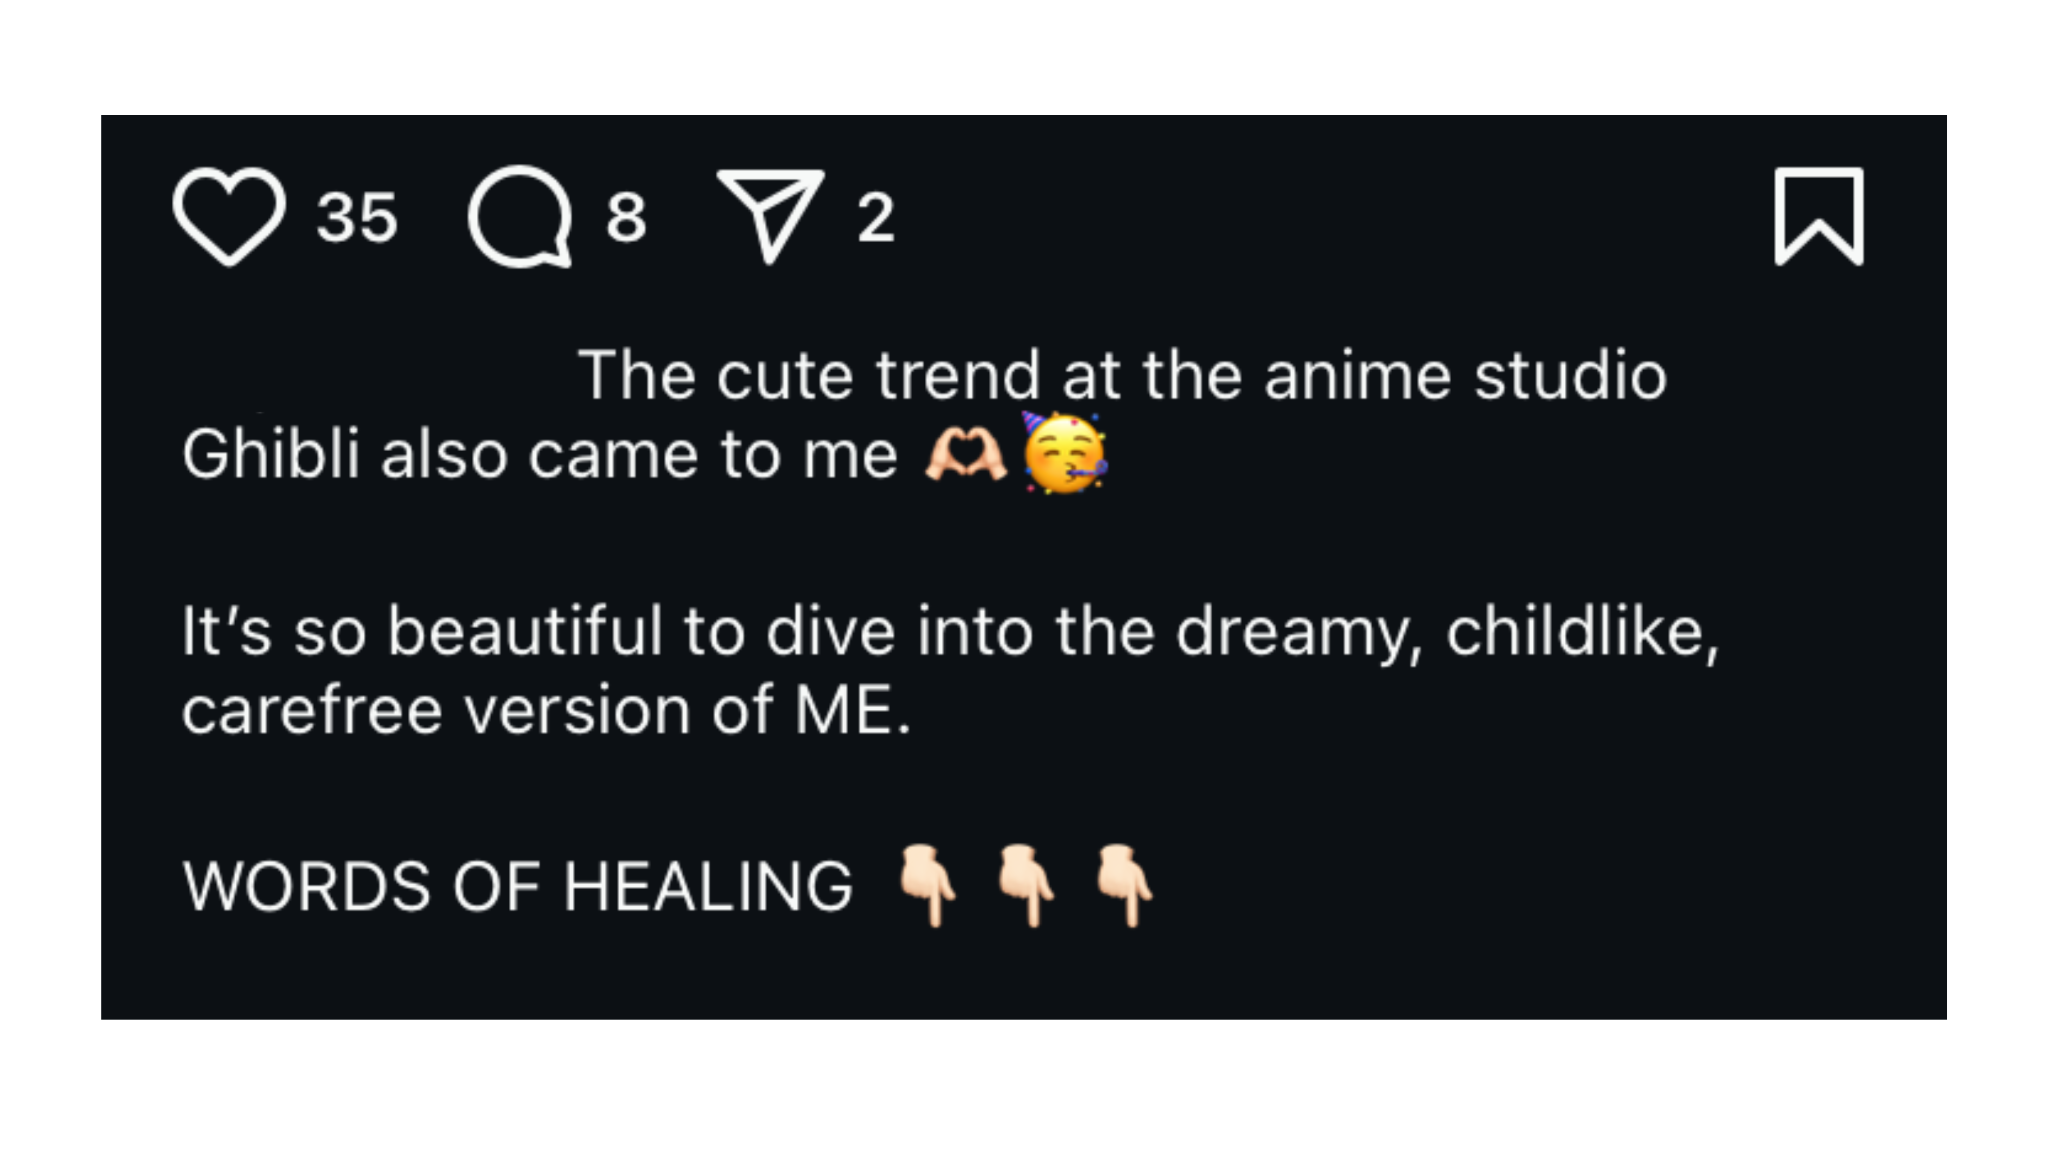 35 8 2
The cute trend at the anime studio
Ghibli also came to me 🫶🏻🥳
It’s so beautiful to dive into the dreamy, childlike,
carefree version of ME.
WORDS OF HEALING 👇🏻👇🏻👇🏻